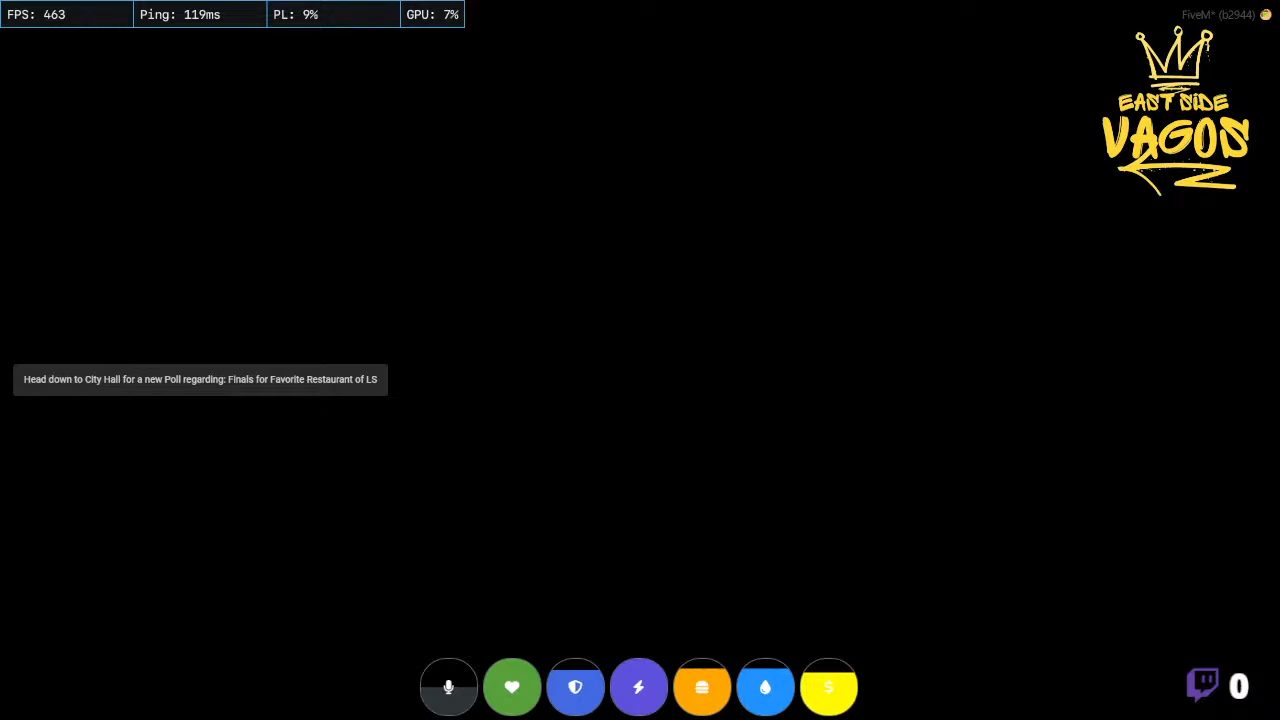 FPS: 463 Ping: 119ms PL: 9% GPU: 7%
FiveM* (b2944)
EAST SIDE
VAGOS
Head down to City Hall for a new Poll regarding: Finals for Favorite Restaurant of LS
$
0